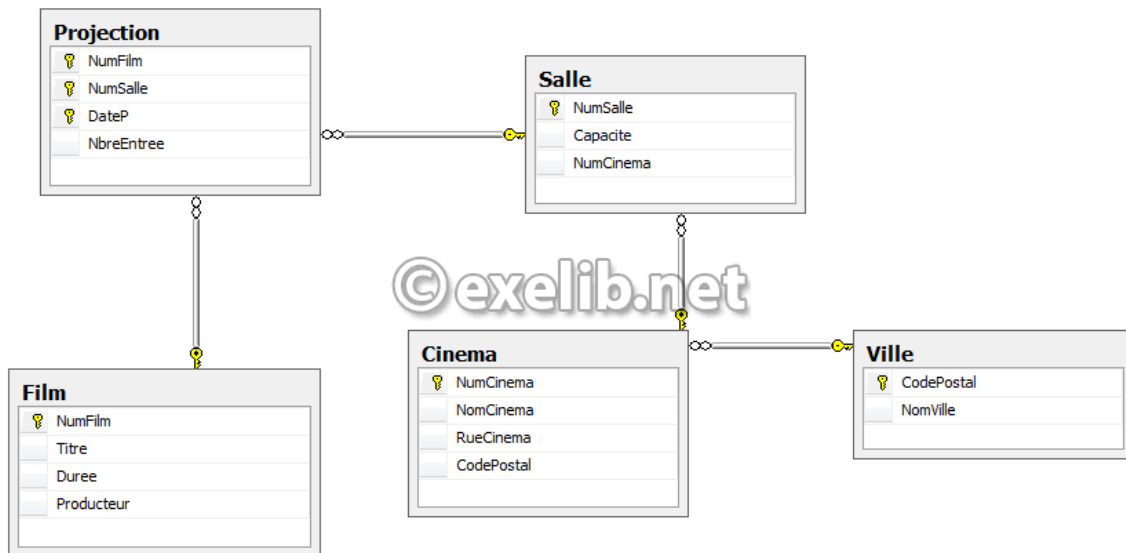 Projection
NumFilm
NumSalle
DateP
NbreEntree
Salle
NumSalle
Capacite
NumCinema
© exelib.net
Cinema
NumCinema
NomCinema
RueCinema
CodePostal
Ville
CodePostal
NomVille
Film
NumFilm
Titre
Duree
Producteur